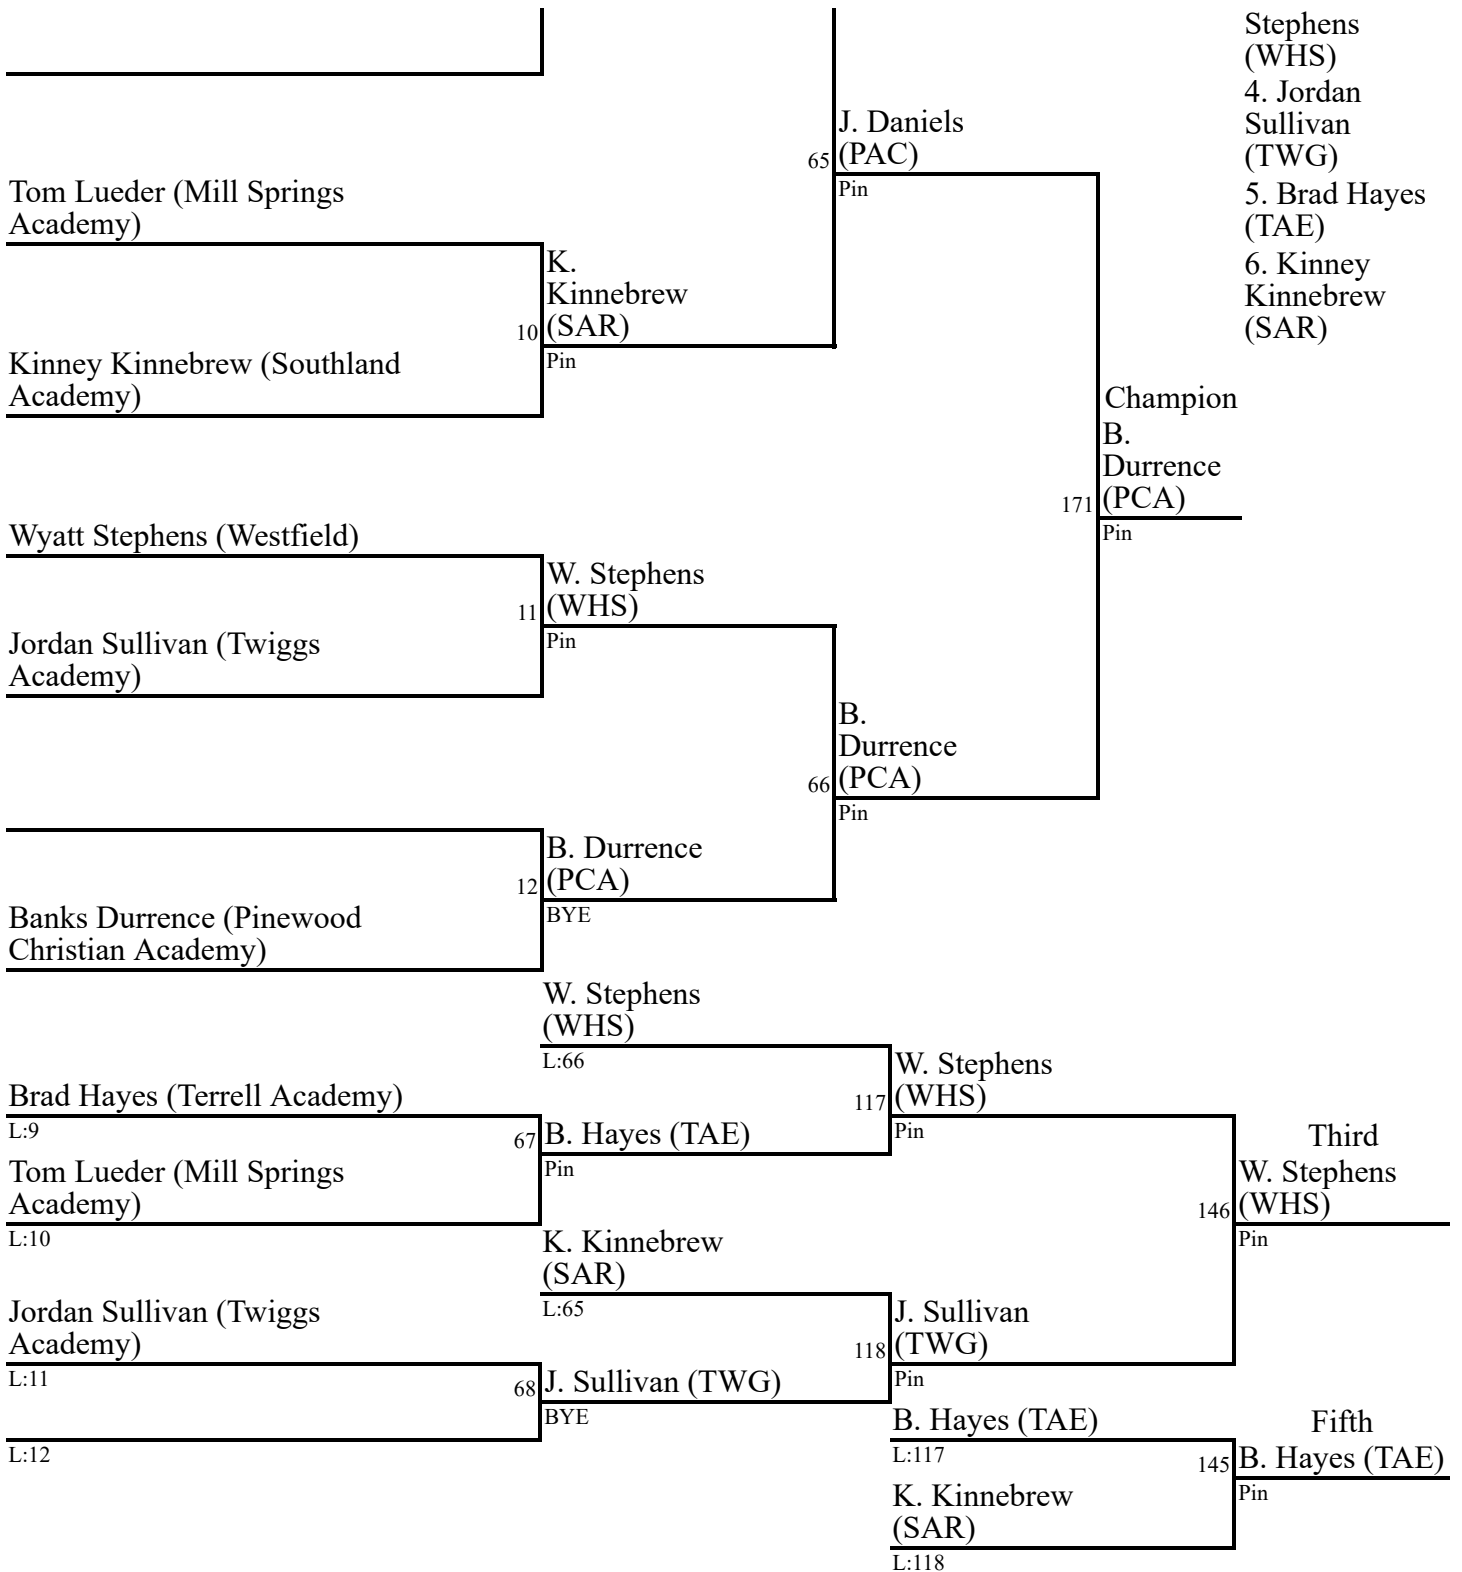 Stephens
(WHS)
4. Jordan
Sullivan
(TWG)
5. Brad Hayes
(TAE)
6. Kinney
Kinnebrew
(SAR)
J. Daniels
65 (PAC)
Pin
Tom Lueder (Mill Springs
Academy)
K.
Kinnebrew
10 (SAR)
Pin
Kinney Kinnebrew (Southland
Academy)
Champion
B.
Durrence
171 (PCA)
Pin
Wyatt Stephens (Westfield)
W. Stephens
11 (WHS)
Pin
Jordan Sullivan (Twiggs
Academy)
B.
Durrence
66 (PCA)
Pin
B. Durrence
12 (PCA)
BYE
Banks Durrence (Pinewood
Christian Academy)
W. Stephens
(WHS)
L:66
W. Stephens
117 (WHS)
Pin
Brad Hayes (Terrell Academy)
L:9
67 B. Hayes (TAE)
Pin
Tom Lueder (Mill Springs
Academy)
L:10
Third
W. Stephens
146 (WHS)
Pin
K. Kinnebrew
(SAR)
L:65
J. Sullivan
118 (TWG)
Pin
Jordan Sullivan (Twiggs
Academy)
L:11
68 J. Sullivan (TWG)
BYE
L:12
B. Hayes (TAE)
L:117
Fifth
145 B. Hayes (TAE)
Pin
K. Kinnebrew
(SAR)
L:118